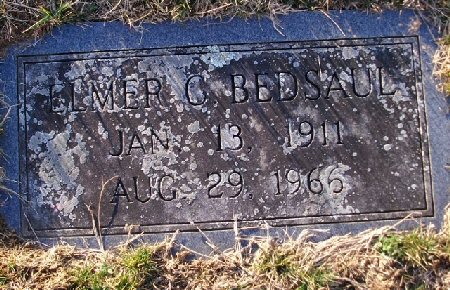 ELMER C BEDSAUL
JAN. 13, 1911
AUG. 29, 1966